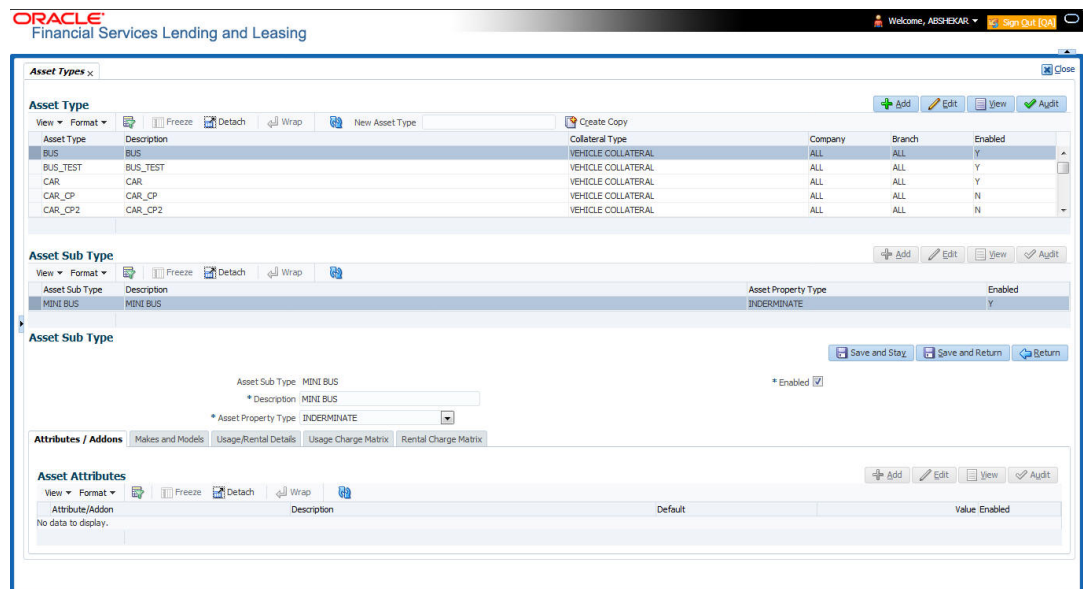 ORACLE
Financial Services Lending and Leasing
Welcome, ABSHEKAR
Sign Out [QA]
Asset Types
Close
Asset Type
Add Edit View Audit
View Format Freeze Detach Wrap New Asset Type Create Copy
Asset Type Description Collateral Type Company Branch Enabled
BUS BUS VEHICLE COLLATERAL ALL ALL Y
BUS_TEST BUS_TEST VEHICLE COLLATERAL ALL ALL Y
CAR CAR VEHICLE COLLATERAL ALL ALL Y
CAR_CP CAR_CP VEHICLE COLLATERAL ALL ALL N
CAR_CP2 CAR_CP2 VEHICLE COLLATERAL ALL ALL N
Asset Sub Type
Add Edit View Audit
View Format Freeze Detach Wrap
Asset Sub Type Description Asset Property Type Enabled
MINI BUS MINI BUS INDERMINATE Y
Asset Sub Type
Save and Stay Save and Return Return
Asset Sub Type MINI BUS
* Enabled
* Description MINI BUS
* Asset Property Type INDERMINATE
Attributes / Addons Makes and Models Usage/Rental Details Usage Charge Matrix Rental Charge Matrix
Asset Attributes
Add Edit View Audit
View Format Freeze Detach Wrap
Attribute/Addon Description Default Value Enabled
No data to display.